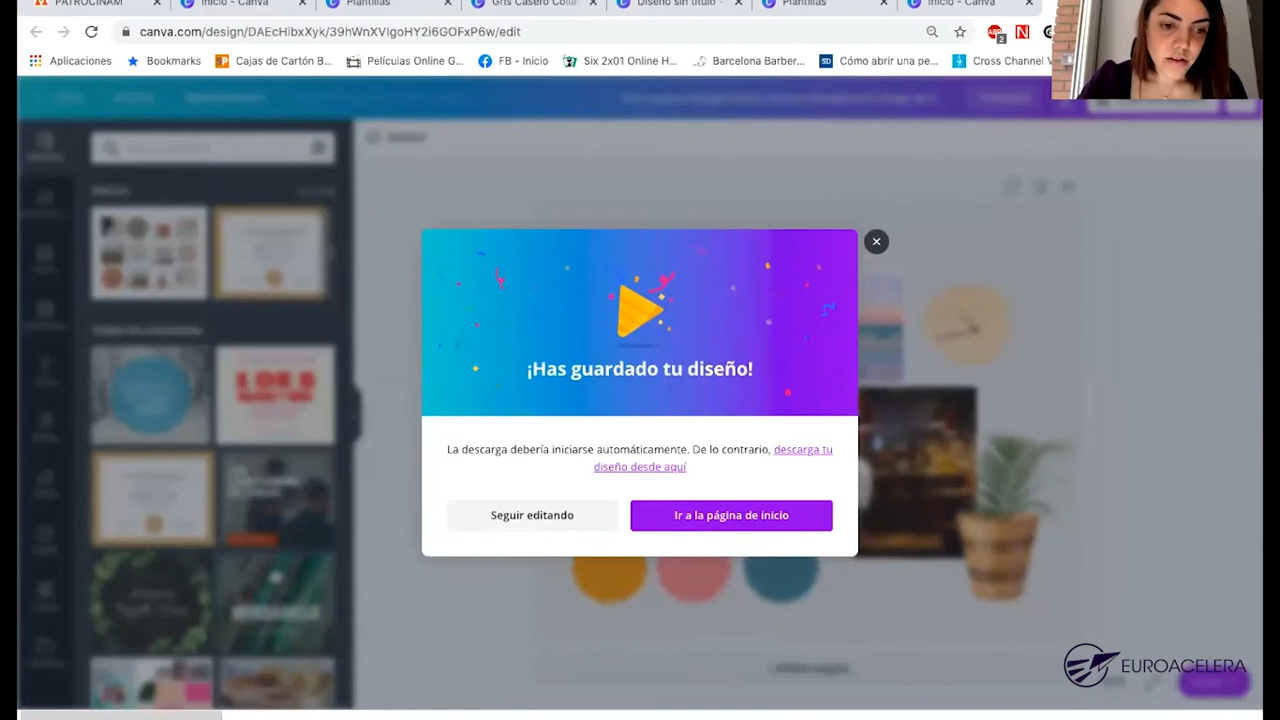 PATROCINAM
Inicio - Canva
Plantillas
Gris Casero Colla
Diseño sin título -
Plantillas
Inicio - Canva
canva.com/design/DAEcHibxXyk/39hWnXVIgoHY2i6GOFxP6w/edit
2
Aplicaciones
Bookmarks
Cajas de Cartón B...
Películas Online G...
FB - Inicio
Six 2x01 Online H...
Barcelona Barber...
Cómo abrir una pe...
Cross Channel V
¡Has guardado tu diseño!
La descarga debería iniciarse automáticamente. De lo contrario, descarga tu
diseño desde aquí
Seguir editando
Ir a la página de inicio
EUROACELERA